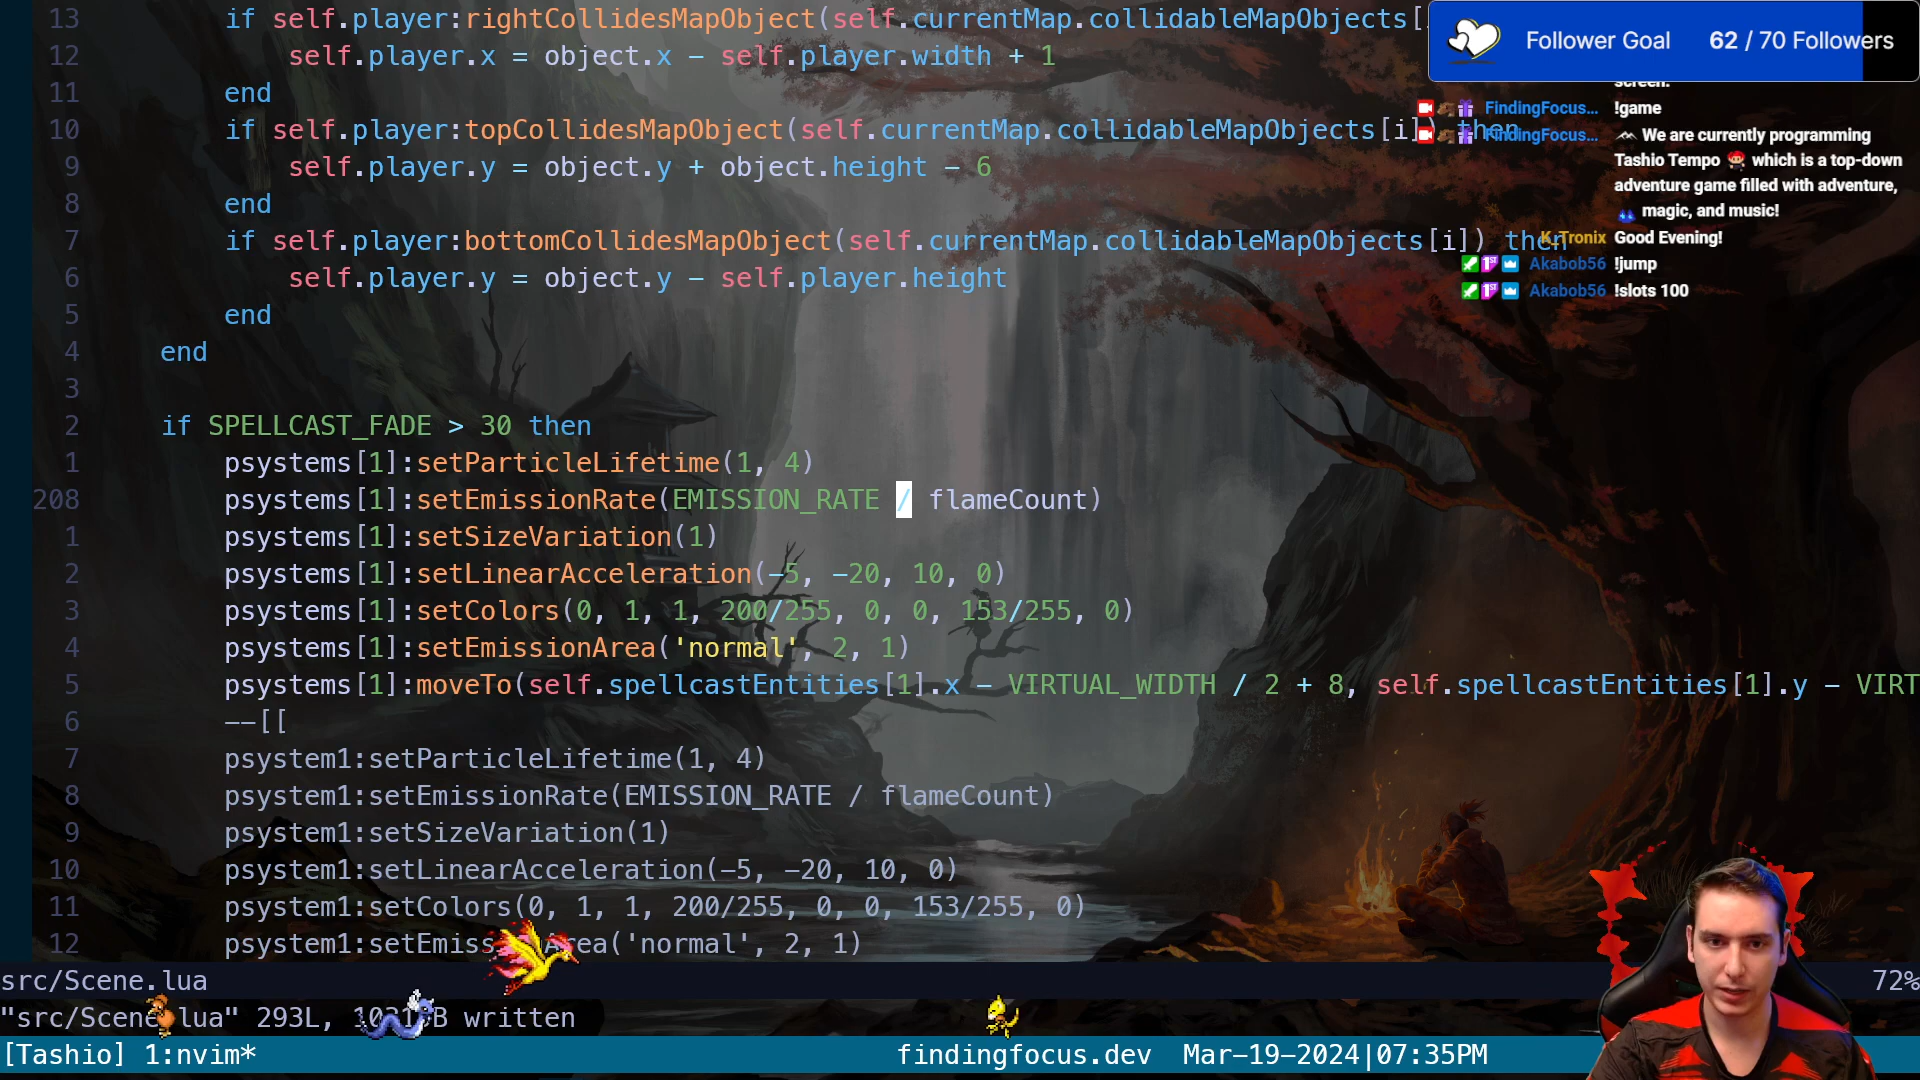 13 if self.player:rightCollidesMapObject(self.currentMap.collidableMapObjects[
12 self.player.x = object.x - self.player.width + 1
11 end
10 if self.player:topCollidesMapObject(self.currentMap.collidableMapObjects[i]) then
9 self.player.y = object.y + object.height - 6
8 end
7 if self.player:bottomCollidesMapObject(self.currentMap.collidableMapObjects[i]) then
6 self.player.y = object.y - self.player.height
5 end
4 end
3
2 if SPELLCAST_FADE > 30 then
1 psystems[1]:setParticleLifetime(1, 4)
208 psystems[1]:setEmissionRate(EMISSION_RATE / flameCount)
1 psystems[1]:setSizeVariation(1)
2 psystems[1]:setLinearAcceleration(-5, -20, 10, 0)
3 psystems[1]:setColors(0, 1, 1, 200/255, 0, 0, 153/255, 0)
4 psystems[1]:setEmissionArea('normal', 2, 1)
5 psystems[1]:moveTo(self.spellcastEntities[1].x - VIRTUAL_WIDTH / 2 + 8, self.spellcastEntities[1].y - VIRT
6 --[[
7 psystem1:setParticleLifetime(1, 4)
8 psystem1:setEmissionRate(EMISSION_RATE / flameCount)
9 psystem1:setSizeVariation(1)
10 psystem1:setLinearAcceleration(-5, -20, 10, 0)
11 psystem1:setColors(0, 1, 1, 200/255, 0, 0, 153/255, 0)
12 psystem1:setEmiss Area('normal', 2, 1)
src/Scene.lua 72%
"src/Scene lua" 293L, B written
[Tashio] 1:nvim* findingfocus.dev Mar-19-2024|07:35PM
Follower Goal 62 / 70 Followers
screen.
FindingFocus... !game
FindingFocus... We are currently programming
Tashio Tempo which is a top-down
adventure game filled with adventure,
magic, and music!
K_Tronix Good Evening!
Akabob56 !jump
Akabob56 !slots 100